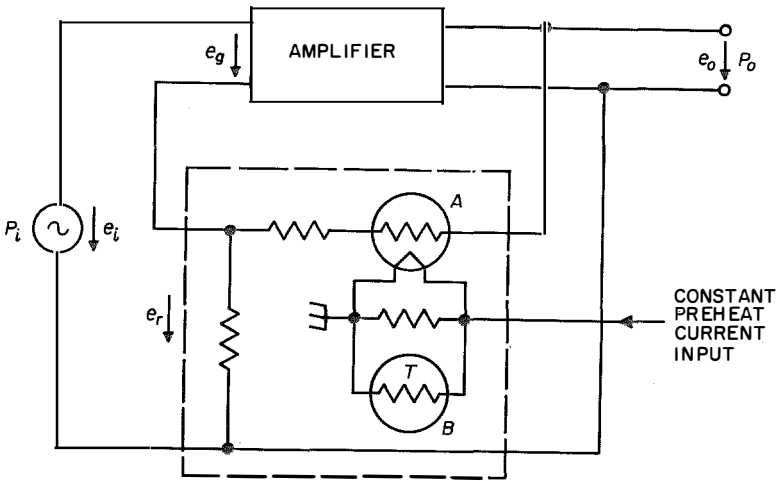 AMPLIFIER
e_g
e_o P_o
A
P_i e_i
e_r
CONSTANT
PREHEAT
CURRENT
INPUT
T
B